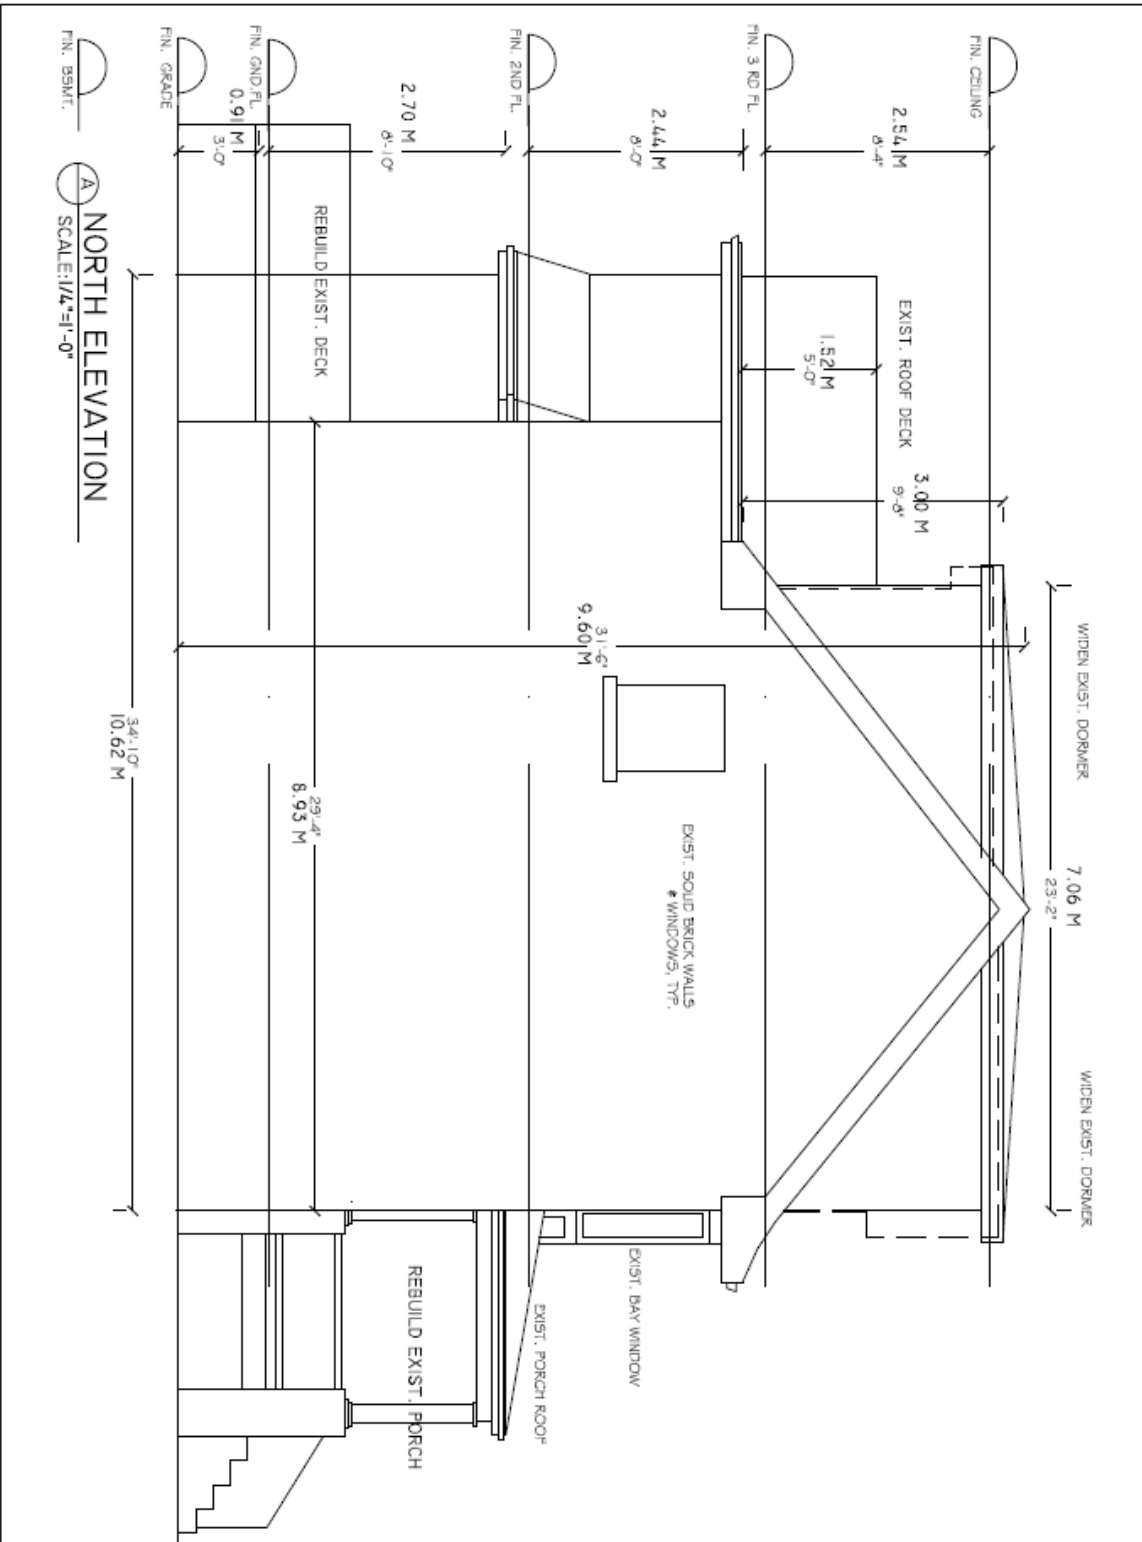 FIN. CEILING
FIN. 3 RD FL.
FIN. 2ND FL.
FIN. GND.FL.
FIN. GRADE
FIN. BSMT.
2.54 M
8'-4"
2.44 M
8'-0"
2.70 M
8'-10"
0.91 M
3'-0"
WIDEN EXIST. DORMER
WIDEN EXIST. DORMER
7.06 M
23'-2"
EXIST. ROOF DECK
3.00 M
9'-8"
1.52 M
5'-0"
31'-6"
9.60 M
EXIST. SOLID BRICK WALLS
& WINDOWS, TYP.
EXIST. BAY WINDOW
EXIST. PORCH ROOF
REBUILD EXIST. PORCH
REBUILD EXIST. DECK
29'-4"
8.93 M
34'-10"
10.62 M
A
NORTH ELEVATION
SCALE:1/4"=1'-0"